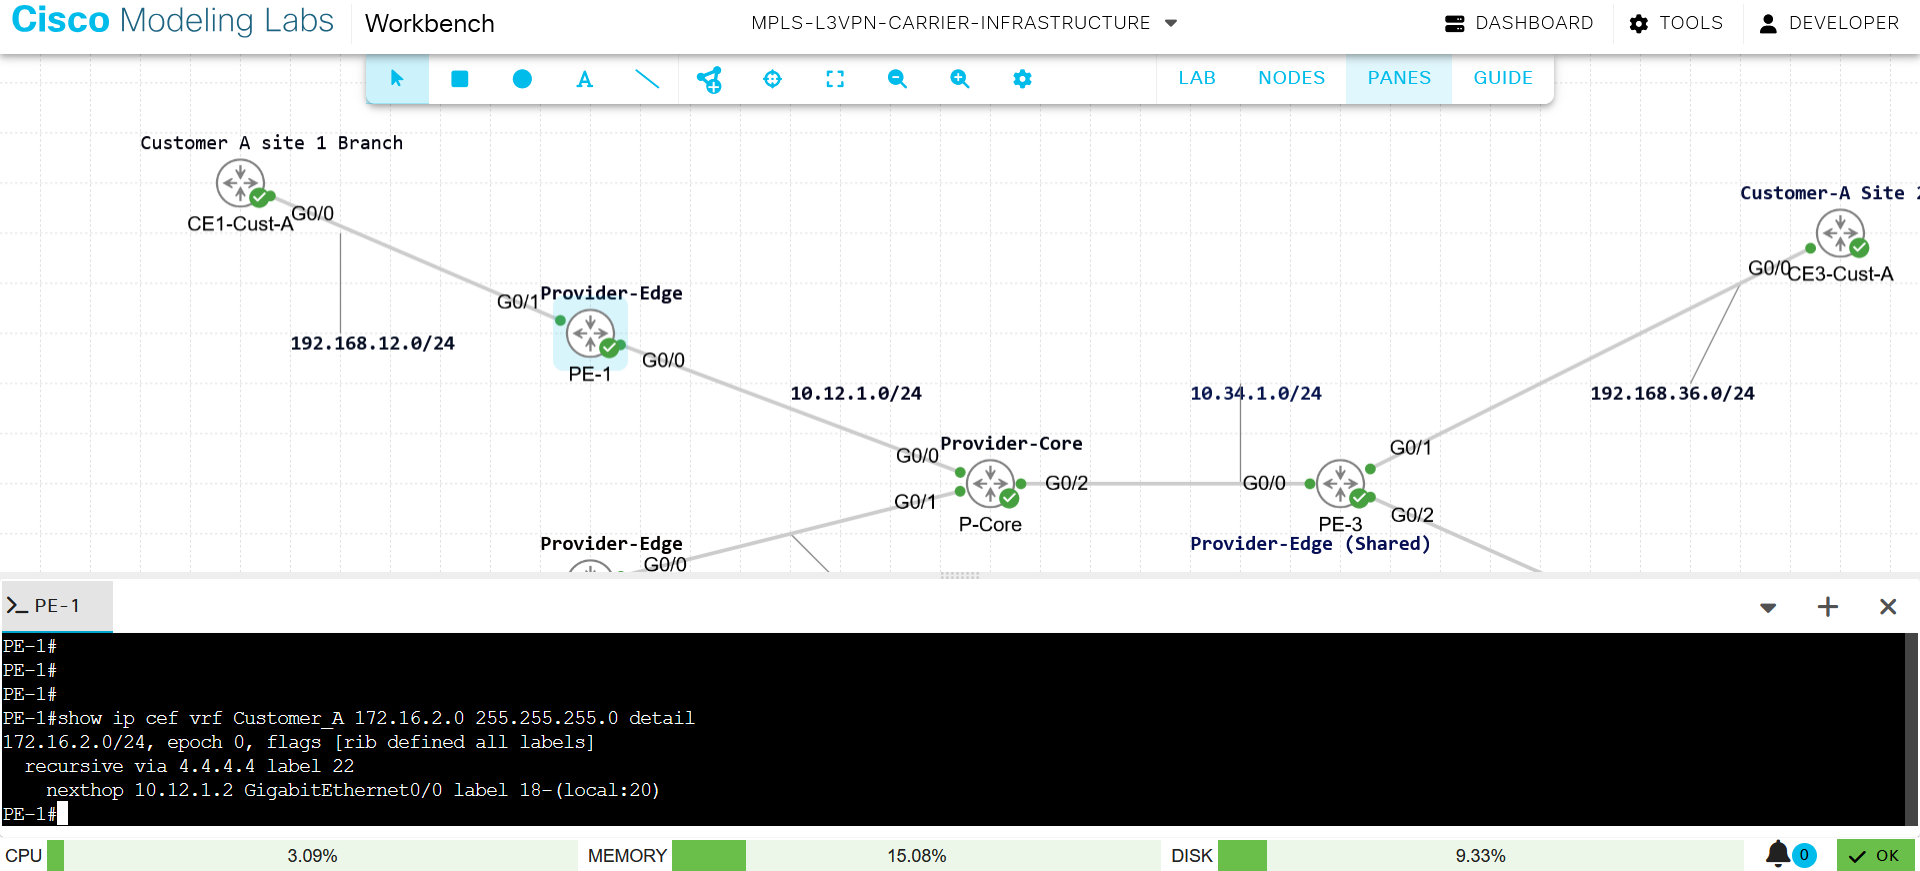 Cisco Modeling Labs
Workbench
MPLS-L3VPN-CARRIER-INFRASTRUCTURE
DASHBOARD
TOOLS
DEVELOPER
A
LAB
NODES
PANES
GUIDE
Customer A site 1 Branch
CE1-Cust-A
G0/0
192.168.12.0/24
G0/1
Provider-Edge
PE-1
G0/0
10.12.1.0/24
10.34.1.0/24
Customer-A Site
G0/0
CE3-Cust-A
192.168.36.0/24
G0/0
Provider-Core
G0/1
P-Core
G0/2
G0/0
G0/1
PE-3
G0/2
Provider-Edge (Shared)
Provider-Edge
G0/0
PE-1
PE-1#
PE-1#
PE-1#
PE-1#show ip cef vrf Customer_A 172.16.2.0 255.255.255.0 detail
172.16.2.0/24, epoch 0, flags [rib defined all labels]
recursive via 4.4.4.4 label 22
nexthop 10.12.1.2 GigabitEthernet0/0 label 18-(local:20)
PE-1#
CPU
3.09%
MEMORY
15.08%
DISK
9.33%
0
OK